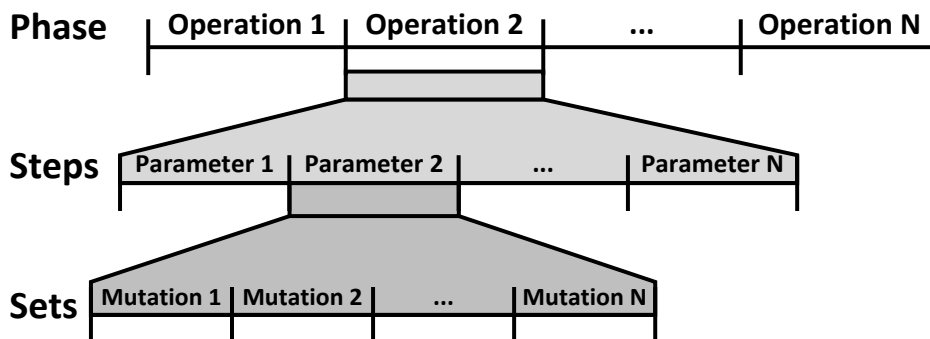 Phase Operation 1 Operation 2 ... Operation N
Steps Parameter 1 Parameter 2 ... Parameter N
Sets Mutation 1 Mutation 2 ... Mutation N